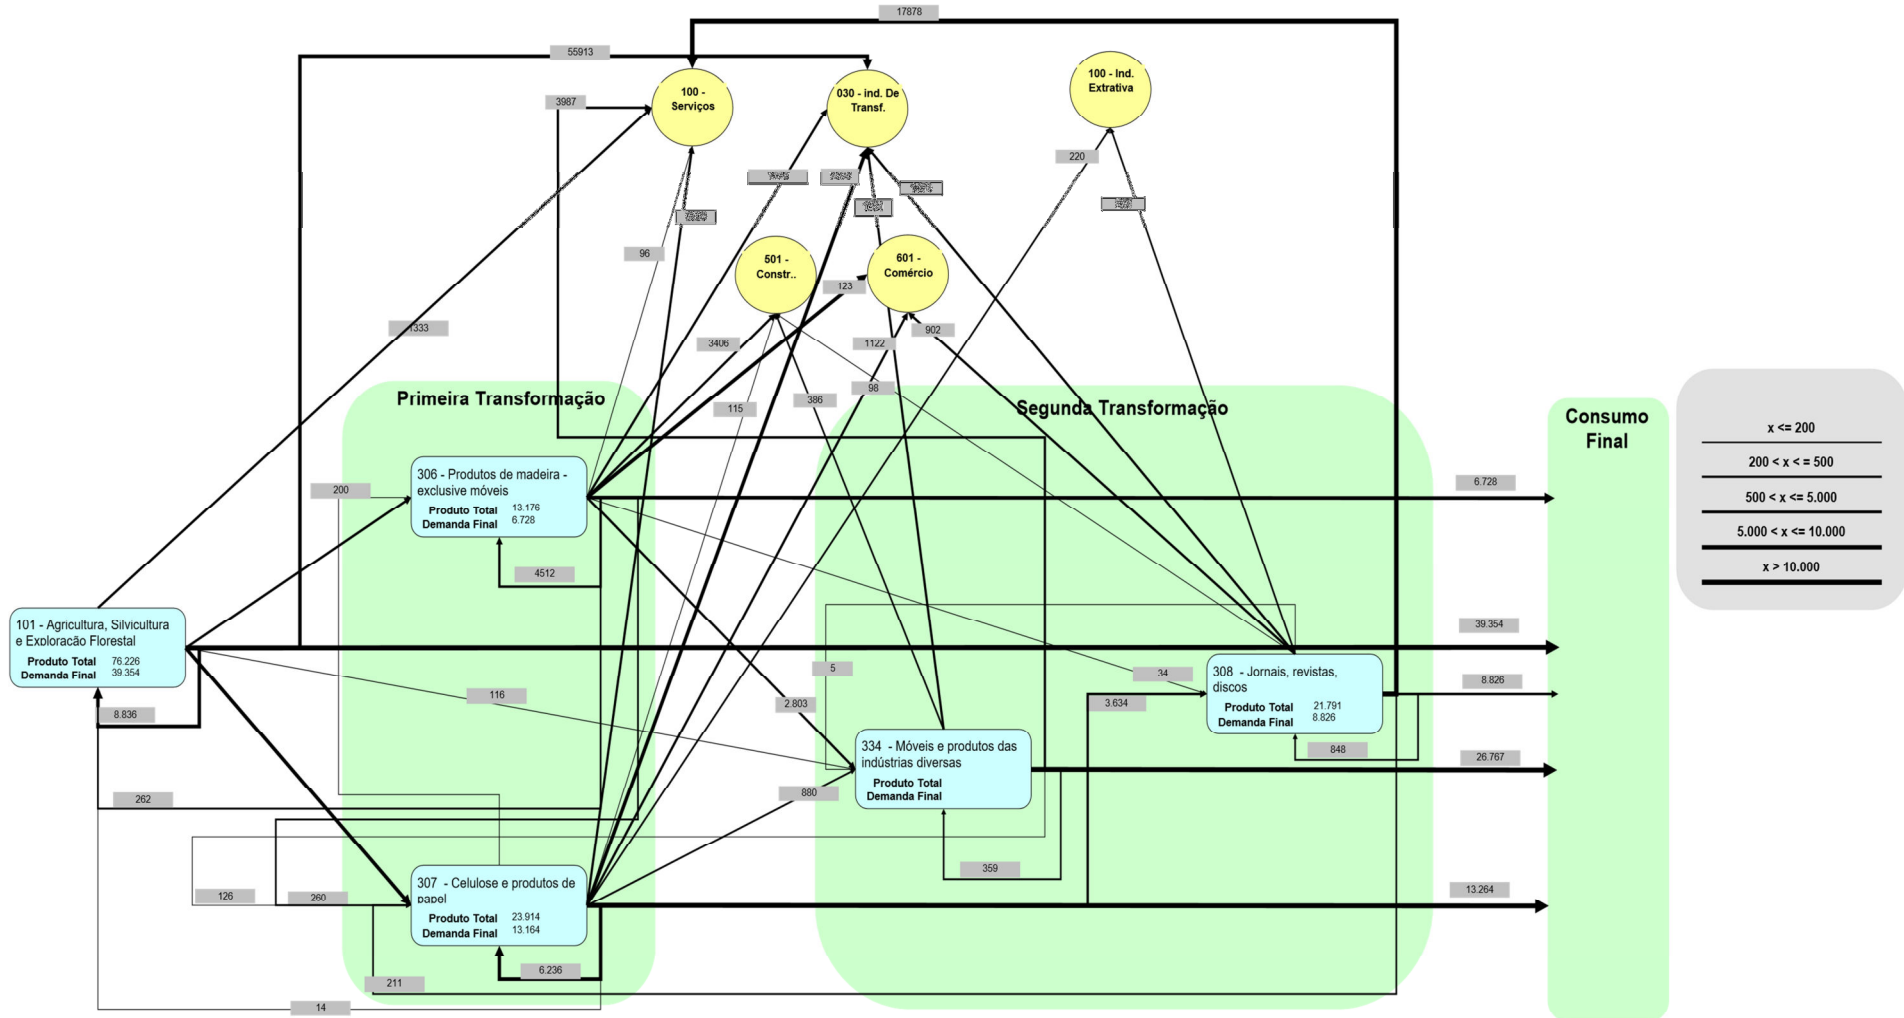 17878
55913
3987
100 -
Serviços
030 - ind. De
Transf.
100 - Ind.
Extrativa
220
96
501 -
Constr..
601 -
Comércio
123
1333
3406
1122
902
98
386
115
Primeira Transformação
Segunda Transformação
Consumo
Final
x <= 200
200 < x < = 500
500 < x <= 5.000
5.000 < x <= 10.000
x > 10.000
306 - Produtos de madeira -
exclusive móveis
Produto Total 13.176
Demanda Final 6.728
200
4512
6.728
101 - Agricultura, Silvicultura
e Exploração Florestal
Produto Total 76.226
Demanda Final 39.354
39.354
8.836
116
5
34
2.803
3.634
308 - Jornais, revistas,
discos
Produto Total 21.791
Demanda Final 8.826
8.826
848
334 - Móveis e produtos das
indústrias diversas
Produto Total
Demanda Final
26.767
880
359
262
126
260
307 - Celulose e produtos de
papel
Produto Total 23.914
Demanda Final 13.164
13.264
6.236
211
14